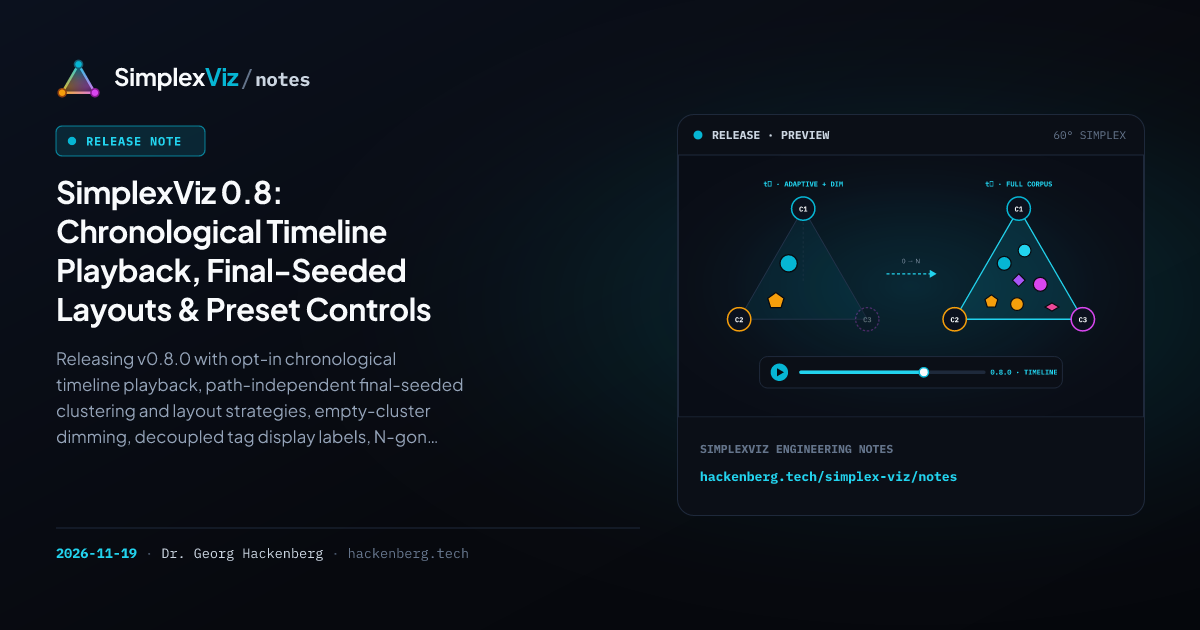 SimplexViz/notes
RELEASE NOTE
SimplexViz 0.8:
Chronological Timeline
Playback, Final-Seeded
Layouts & Preset Controls
Releasing v0.8.0 with opt-in chronological
timeline playback, path-independent final-seeded
clustering and layout strategies, empty-cluster
dimming, decoupled tag display labels, N-gon…
2026-11-19 · Dr. Georg Hackenberg · hackenberg.tech
RELEASE · PREVIEW
60° SIMPLEX
· ADAPTIVE + DIM
· FULL CORPUS
C1
C1
C2
C3
C2
C3
0.8.0 · TIMELINE
SIMPLEXVIZ ENGINEERING NOTES
hackenberg.tech/simplex-viz/notes